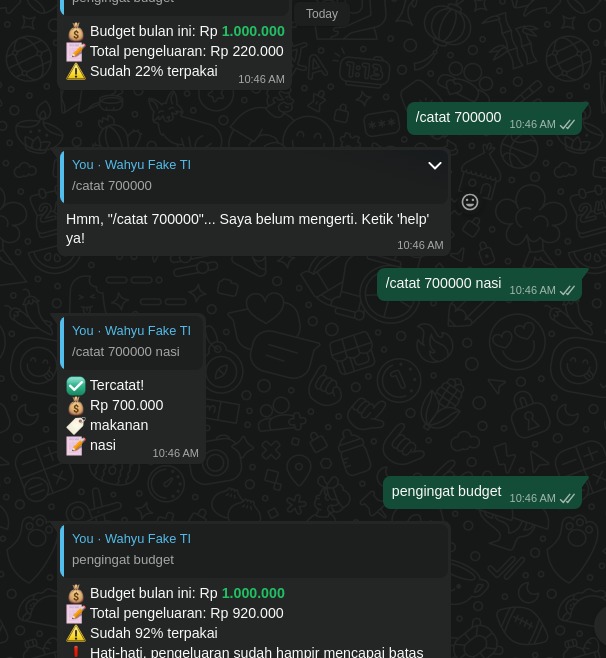 pengingat budget
Today
💰 Budget bulan ini: Rp 1.000.000
📝 Total pengeluaran: Rp 220.000
⚠️ Sudah 22% terpakai
10:46 AM
/catat 700000
10:46 AM
You · Wahyu Fake TI
/catat 700000
Hmm, "/catat 700000"... Saya belum mengerti. Ketik 'help'
ya!
10:46 AM
/catat 700000 nasi
10:46 AM
You · Wahyu Fake TI
/catat 700000 nasi
✅ Tercatat!
💰 Rp 700.000
🏷️ makanan
📝 nasi
10:46 AM
pengingat budget
10:46 AM
You · Wahyu Fake TI
pengingat budget
💰 Budget bulan ini: Rp 1.000.000
📝 Total pengeluaran: Rp 920.000
⚠️ Sudah 92% terpakai
❗ Hati-hati, pengeluaran sudah hampir mencapai batas